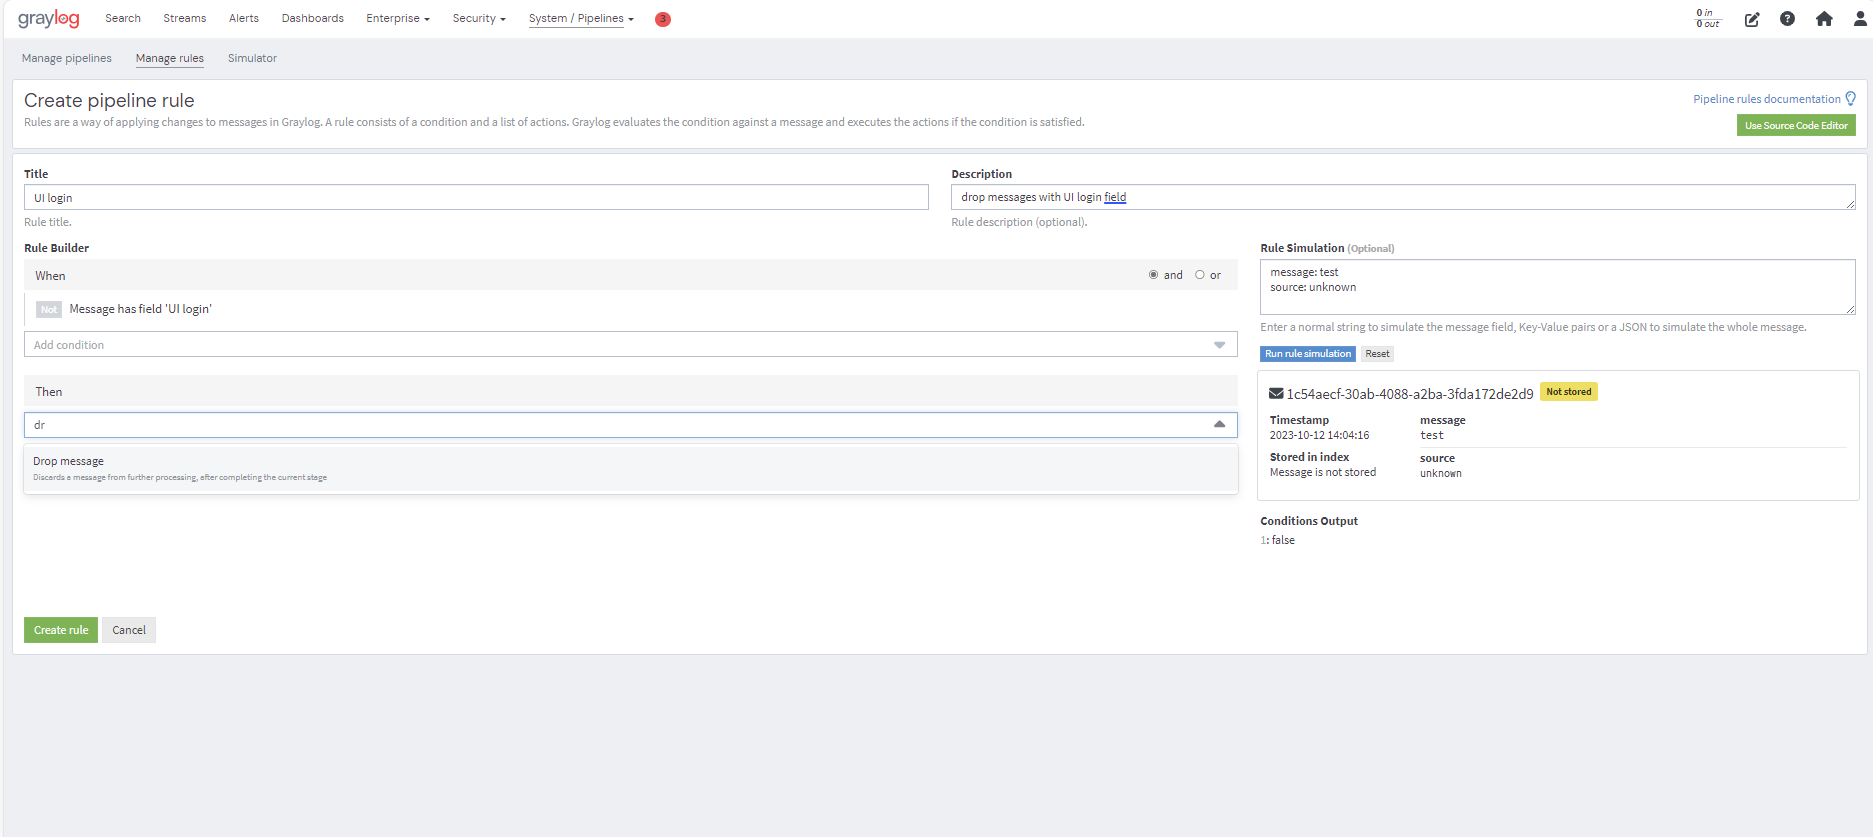 graylog Search Streams Alerts Dashboards Enterprise Security System / Pipelines 3 0 in
0 out
Manage pipelines Manage rules Simulator
Create pipeline rule
Rules are a way of applying changes to messages in Graylog. A rule consists of a condition and a list of actions. Graylog evaluates the condition against a message and executes the actions if the condition is satisfied.
Pipeline rules documentation
Use Source Code Editor
Title
UI login
Rule title.
Description
drop messages with UI login field
Rule description (optional).
Rule Builder
When and or
Not Message has field 'UI login'
Add condition
Then
dr
Drop message
Discards a message from further processing, after completing the current stage
Create rule Cancel
Rule Simulation (Optional)
message: test
source: unknown
Enter a normal string to simulate the message field, Key-Value pairs or a JSON to simulate the whole message.
Run rule simulation Reset
1c54aecf-30ab-4088-a2ba-3fda172de2d9 Not stored
Timestamp
2023-10-12 14:04:16
Stored in index
Message is not stored
message
test
source
unknown
Conditions Output
1: false